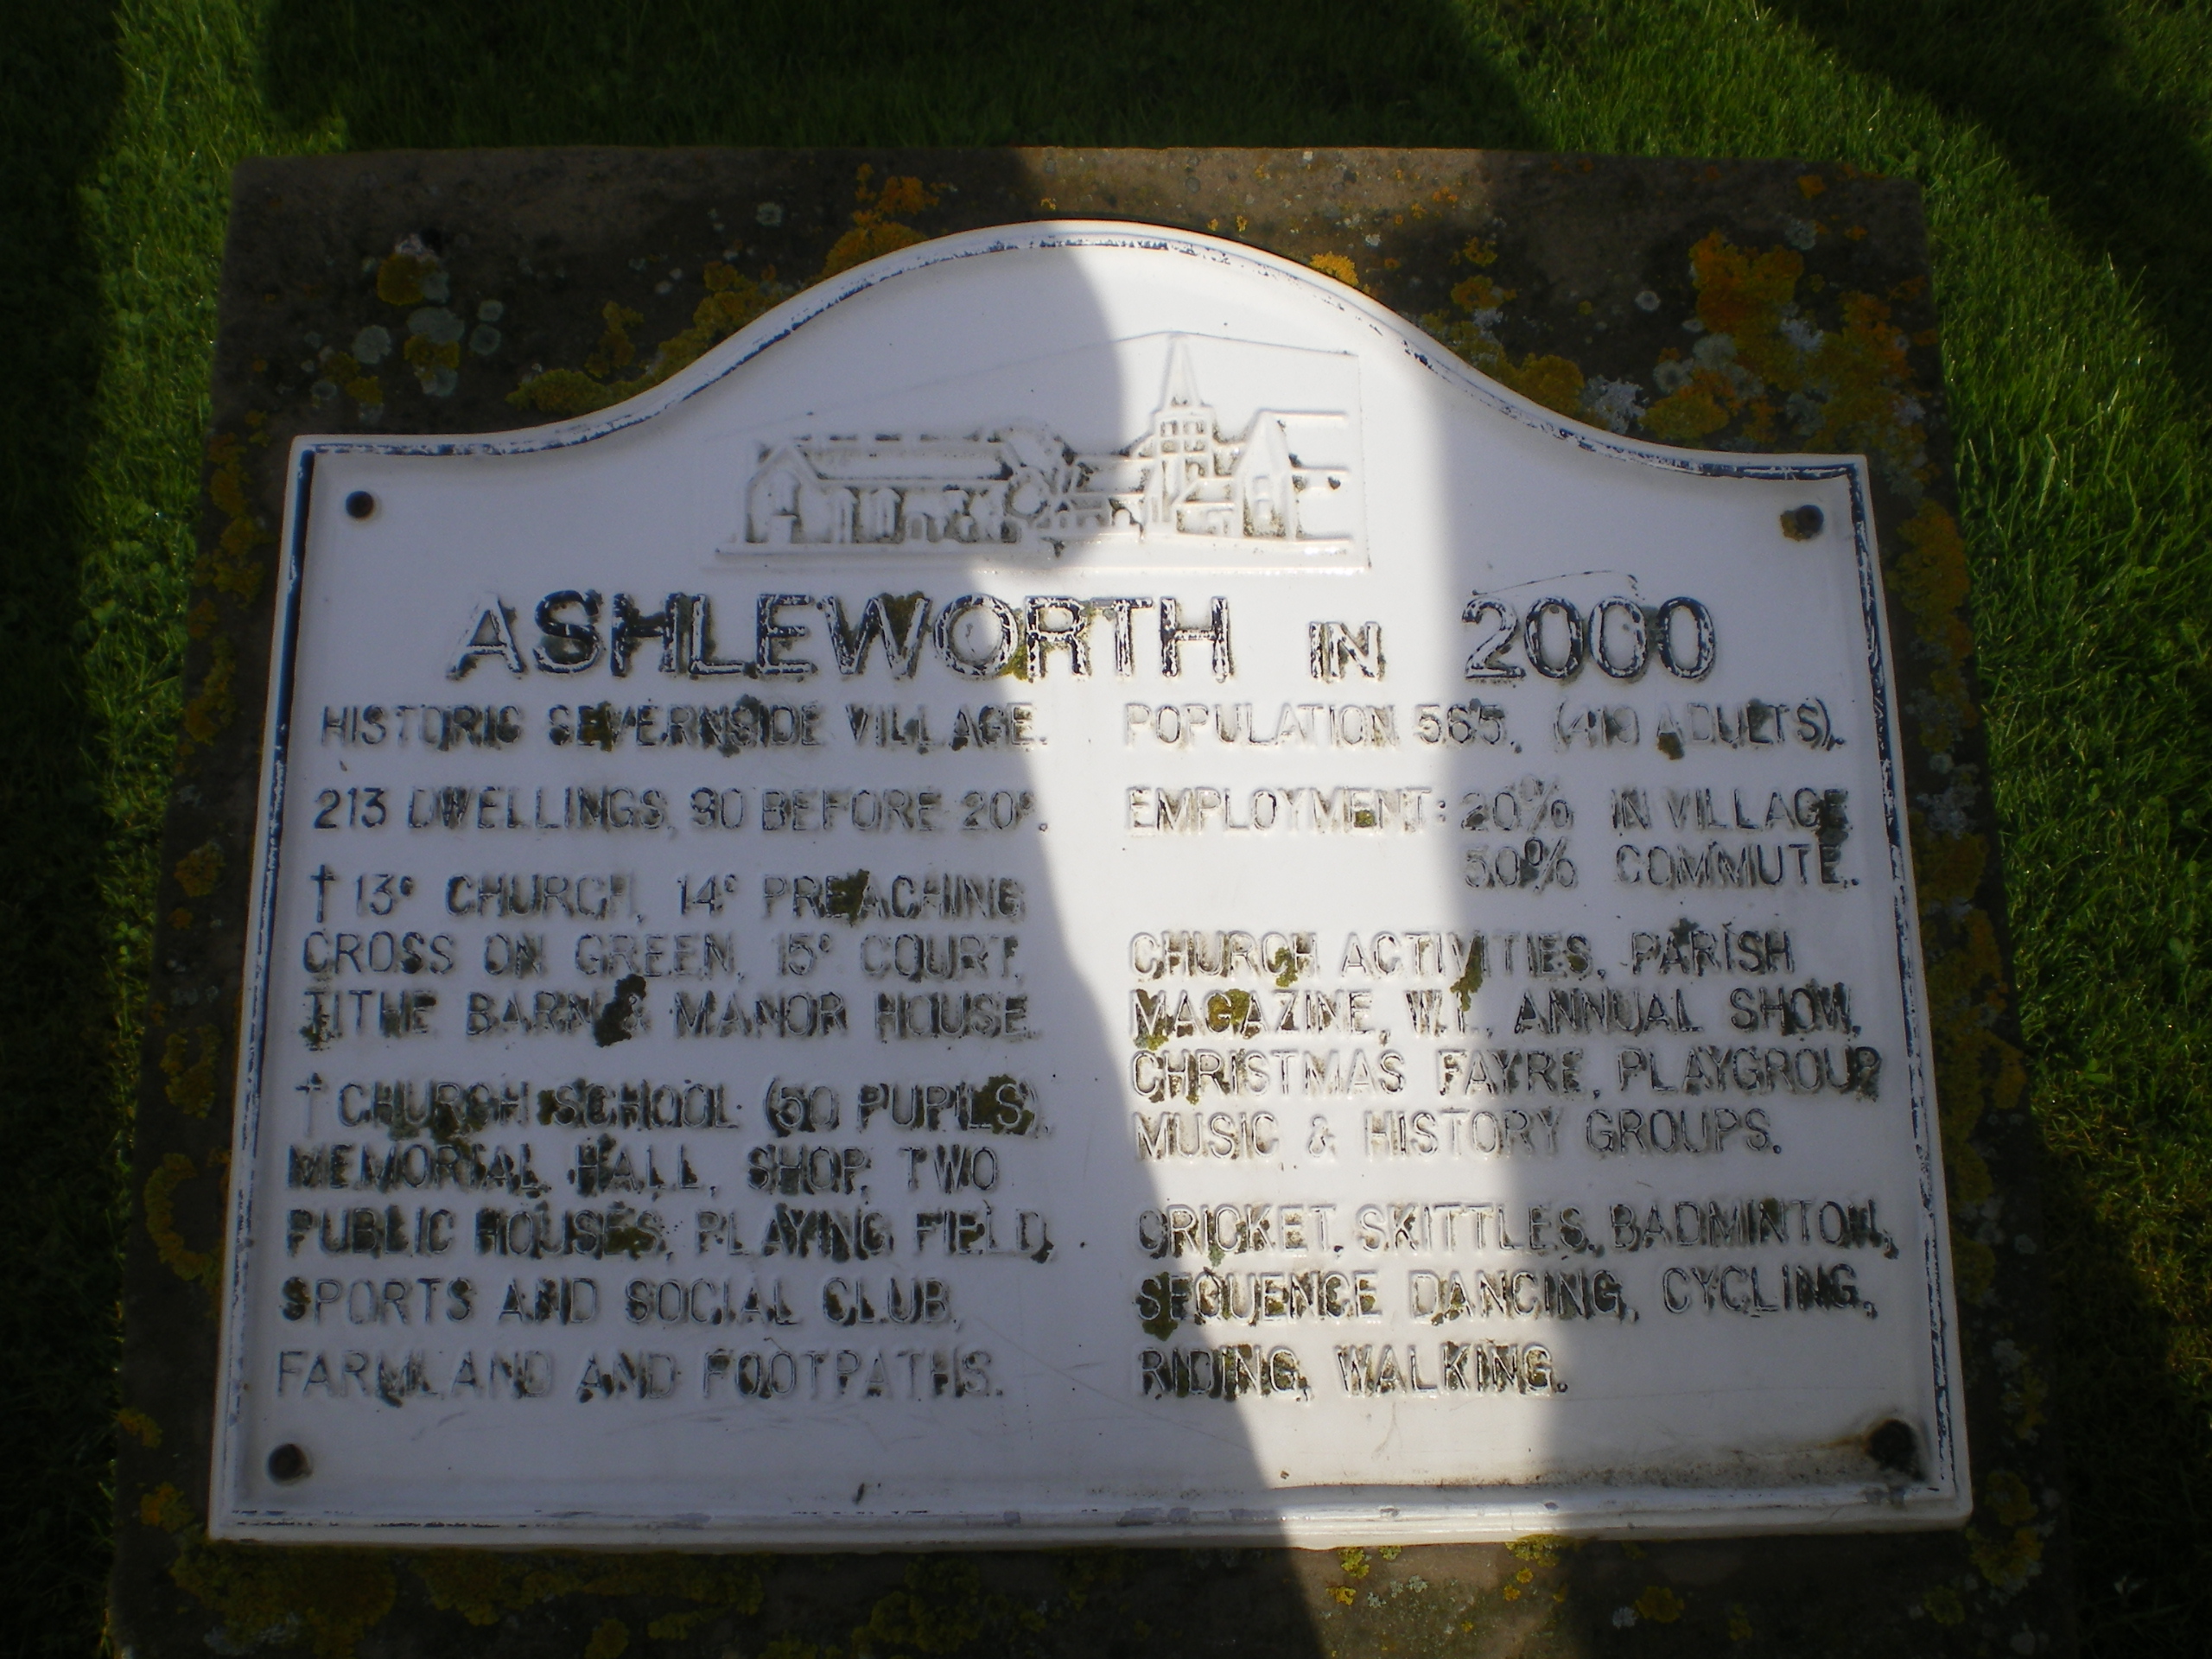 ASHLEWORTH IN 2000
HISTORIC SEVERNSIDE VILLAGE.
213 DWELLINGS, 90 BEFORE 20ᶜ.
† 13ᶜ CHURCH, 14ᶜ PREACHING
CROSS ON GREEN, 15ᶜ COURT,
TITHE BARN & MANOR HOUSE.
† CHURCH SCHOOL (50 PUPILS),
MEMORIAL HALL, SHOP, TWO
PUBLIC HOUSES, PLAYING FIELD,
SPORTS AND SOCIAL CLUB,
FARMLAND AND FOOTPATHS.
POPULATION 565, (410 ADULTS).
EMPLOYMENT: 20% IN VILLAGE
50% COMMUTE.
CHURCH ACTIVITIES, PARISH
MAGAZINE, W.I., ANNUAL SHOW,
CHRISTMAS FAYRE, PLAYGROUP
MUSIC & HISTORY GROUPS.
CRICKET, SKITTLES, BADMINTON,
SEQUENCE DANCING, CYCLING,
RIDING, WALKING.